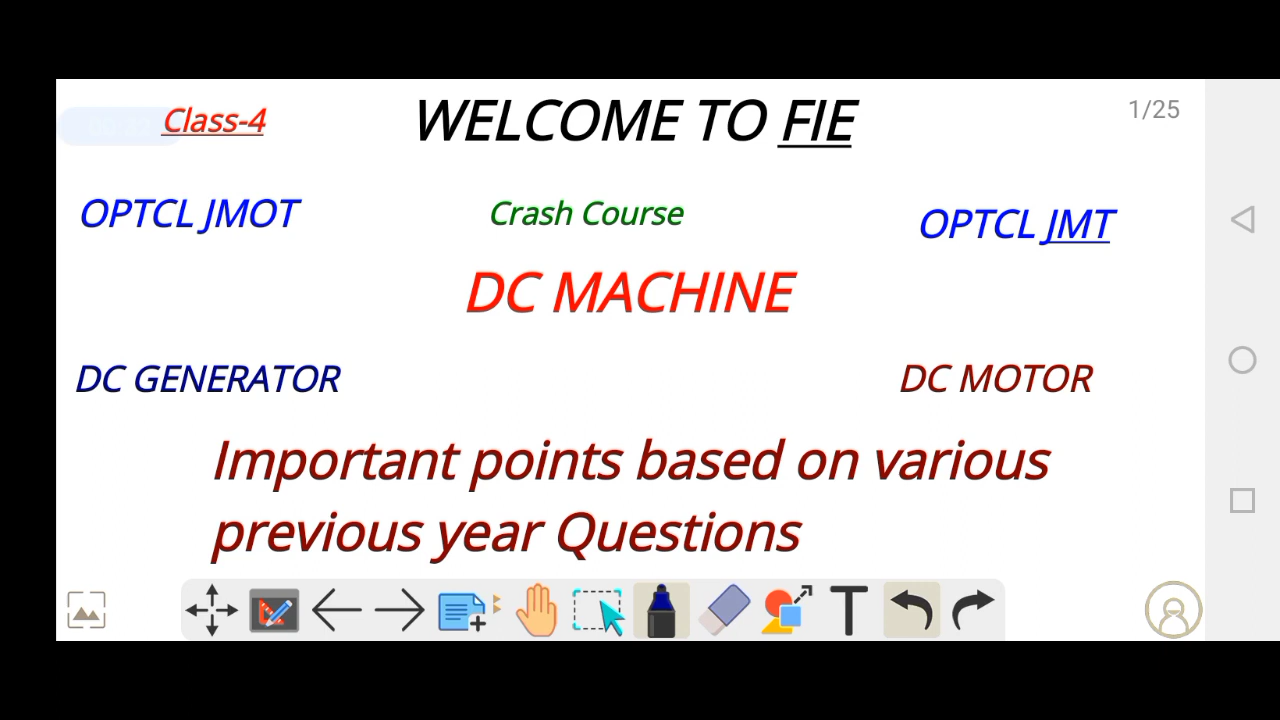 Class-4
WELCOME TO FIE
1/25
OPTCL JMOT
Crash Course
OPTCL JMT
DC MACHINE
DC GENERATOR
DC MOTOR
Important points based on various
previous year Questions
T